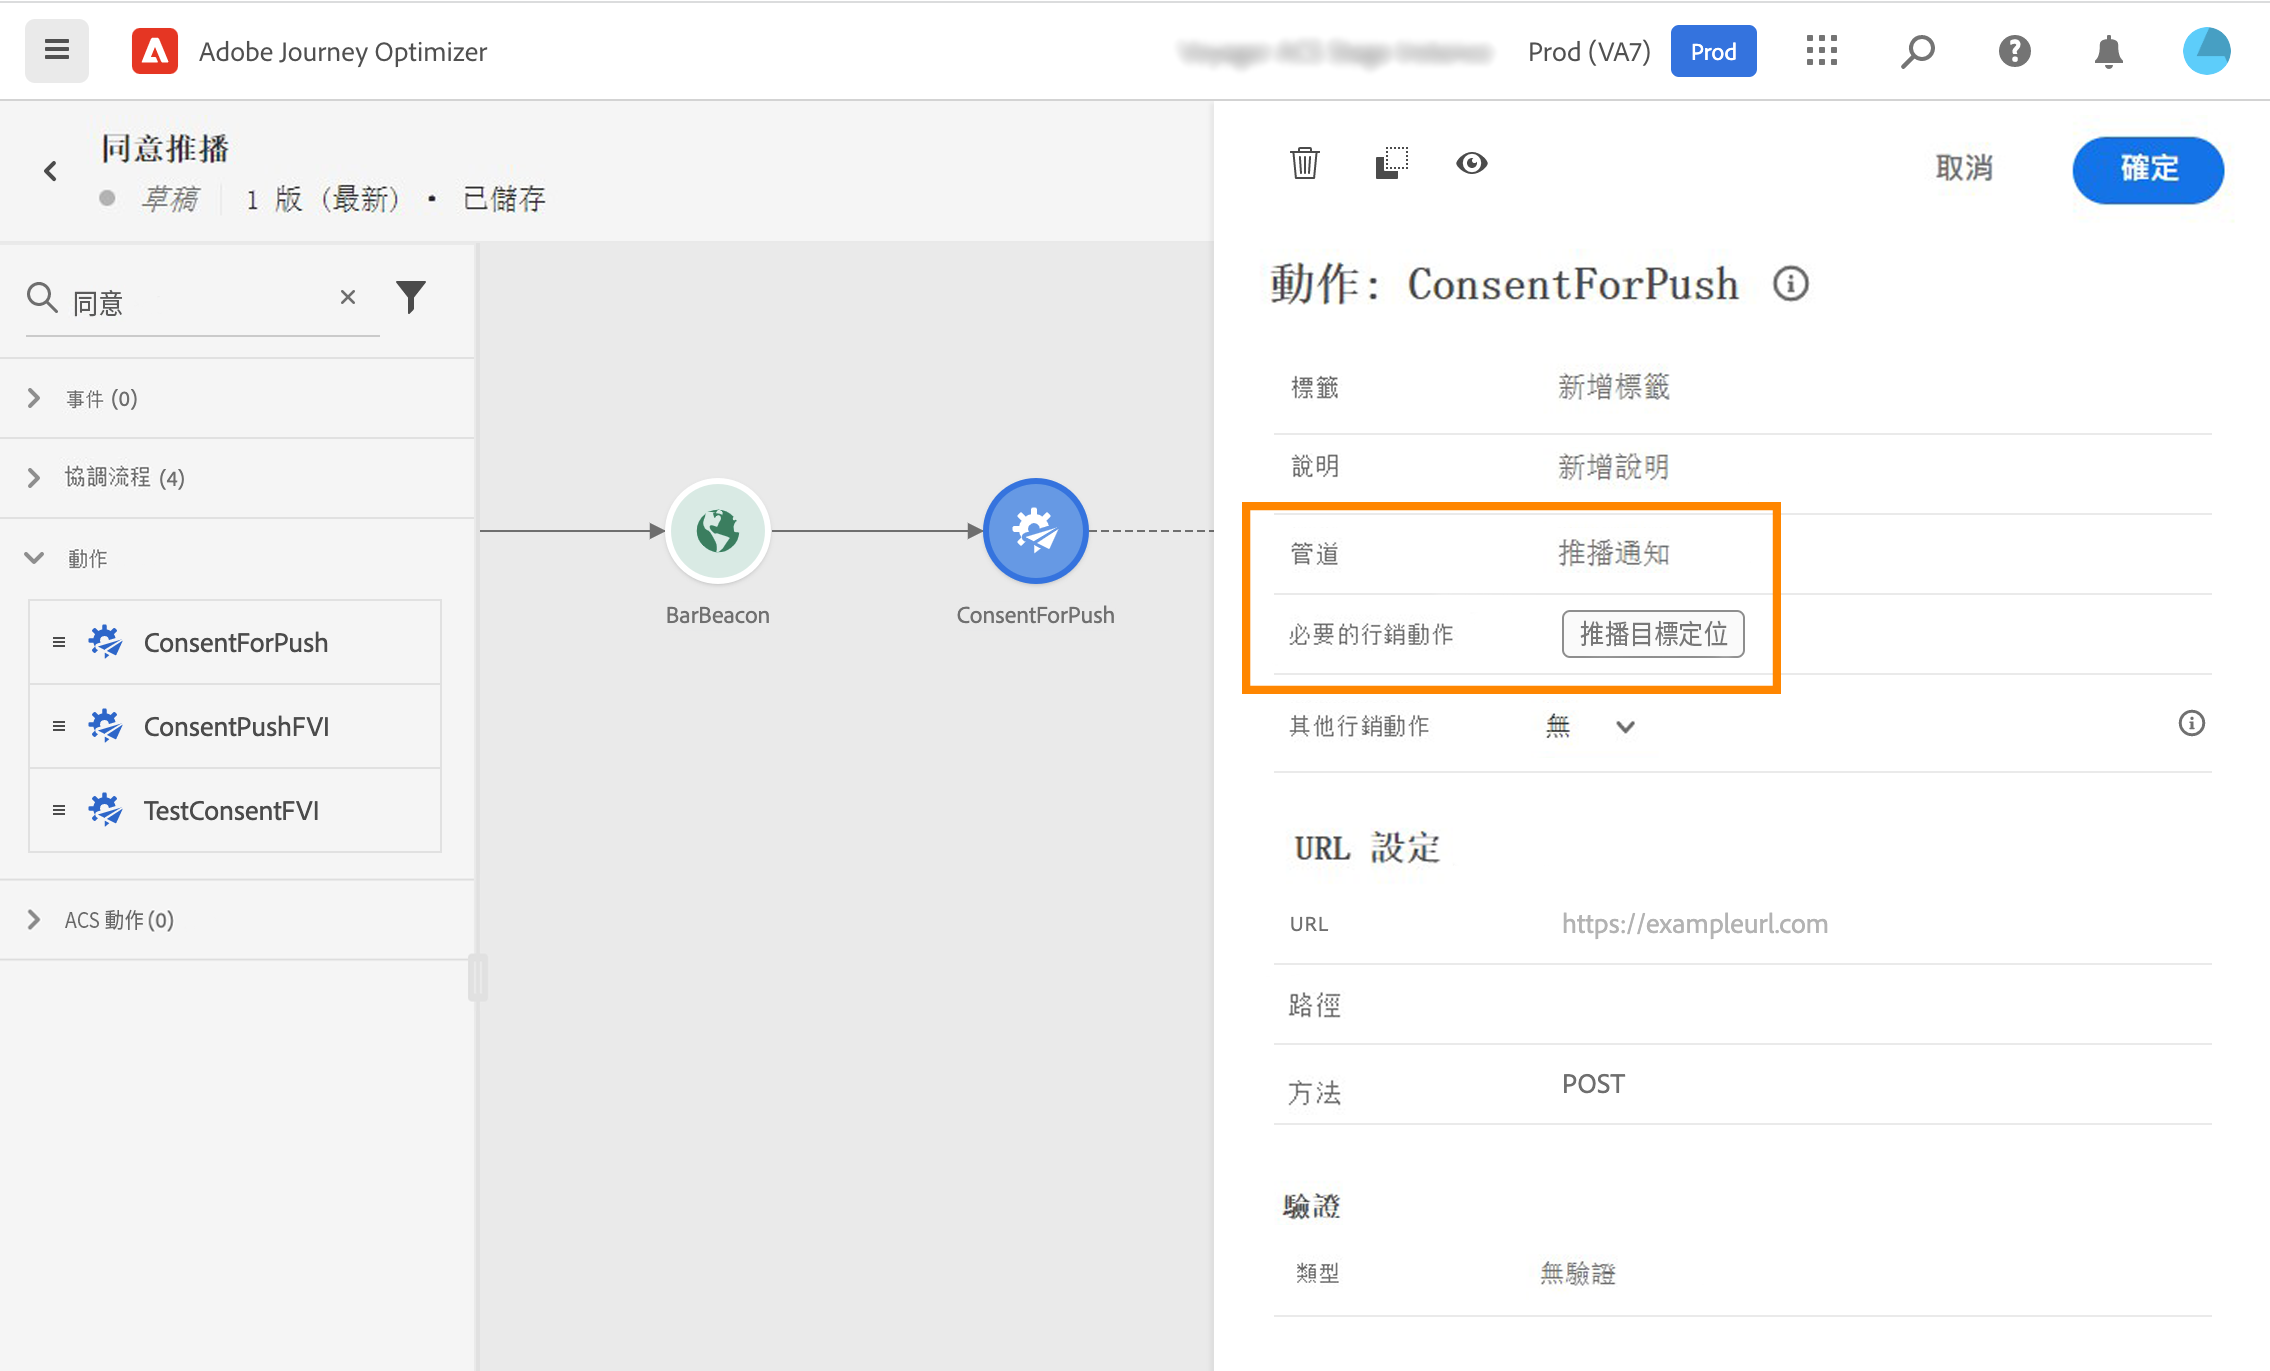 Adobe Journey Optimizer
Prod (VA7)
Prod
同意推播
草稿
1 版 (最新) • 已儲存
同意
事件 (0)
協調流程 (4)
動作
ConsentForPush
ConsentPushFVI
TestConsentFVI
ACS 動作(0)
BarBeacon
ConsentForPush
取消
確定
動作: ConsentForPush
標籤 新增標籤
說明 新增說明
管道 推播通知
必要的行銷動作 推播目標定位
其他行銷動作 無
URL 設定
URL https://exampleurl.com
路徑
方法 POST
驗證
類型 無驗證